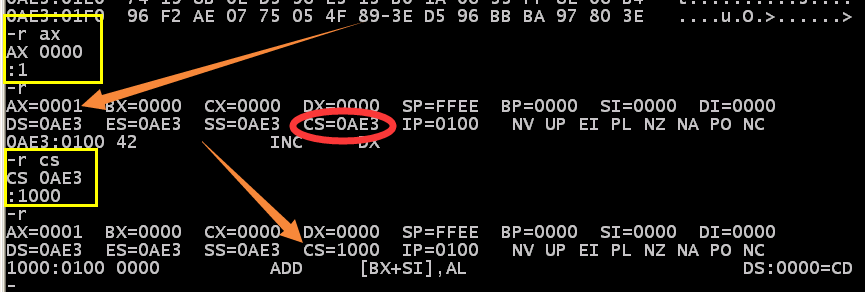 0AE3:01F0 96 F2 AE 07 75 05 4F 89-3E D5 96 BB BA 97 80 3E ....u.O.>......>
-r ax
AX 0000
:1
-r
AX=0001 BX=0000 CX=0000 DX=0000 SP=FFEE BP=0000 SI=0000 DI=0000
DS=0AE3 ES=0AE3 SS=0AE3 CS=0AE3 IP=0100 NV UP EI PL NZ NA PO NC
0AE3:0100 42 INC DX
-r cs
CS 0AE3
:1000
-r
AX=0001 BX=0000 CX=0000 DX=0000 SP=FFEE BP=0000 SI=0000 DI=0000
DS=0AE3 ES=0AE3 SS=0AE3 CS=1000 IP=0100 NV UP EI PL NZ NA PO NC
1000:0100 0000 ADD [BX+SI],AL DS:0000=CD
-